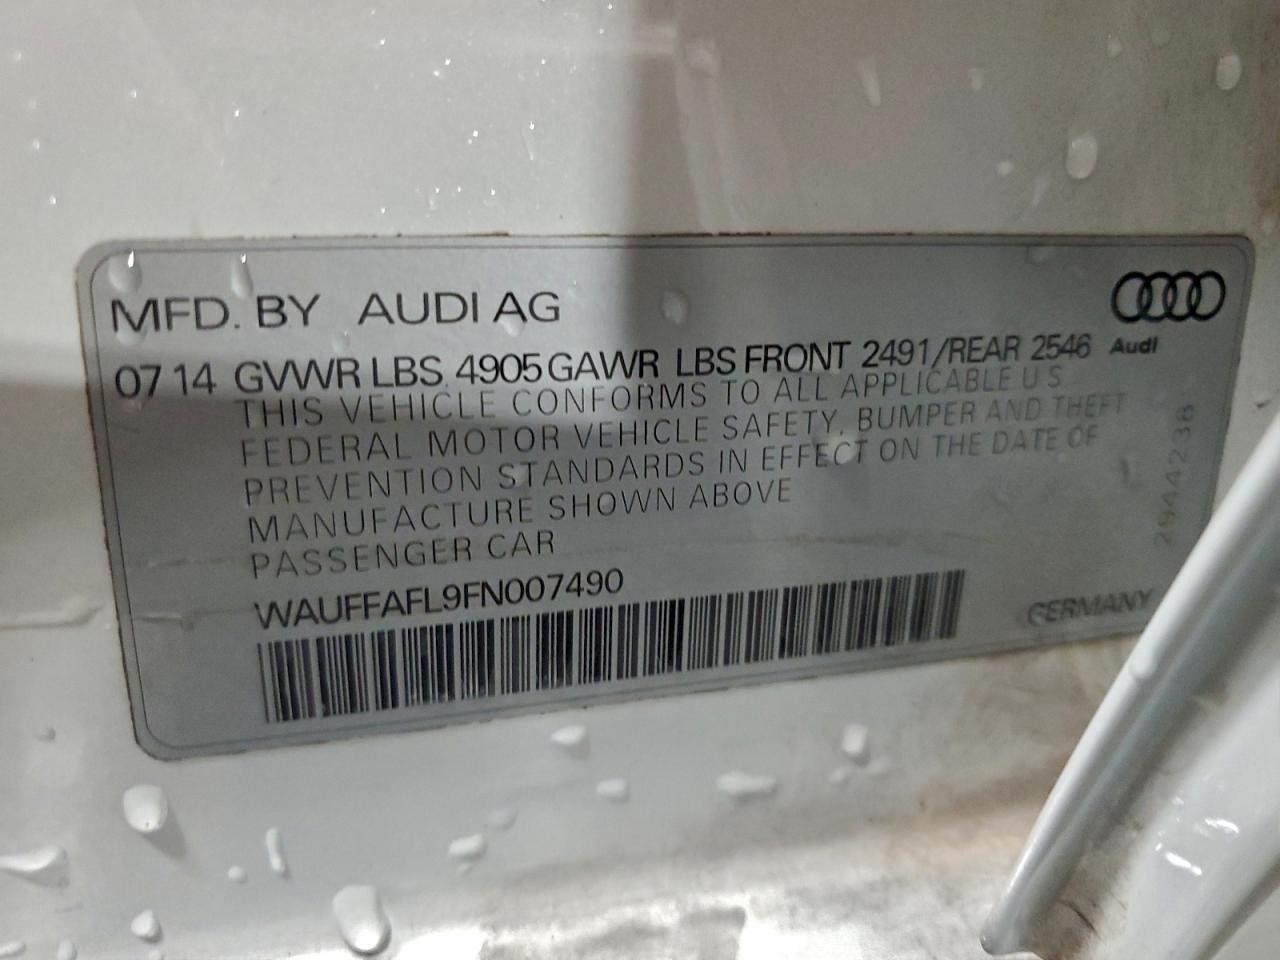 MFD. BY AUDI AG
07 14 GVWR LBS. 4905 GAWR LBS FRONT 2491/REAR 2546
Audi
THIS VEHICLE CONFORMS TO ALL APPLICABLE U S
FEDERAL MOTOR VEHICLE SAFETY, BUMPER AND THEFT
PREVENTION STANDARDS IN EFFECT ON THE DATE OF
MANUFACTURE SHOWN ABOVE
PASSENGER CAR
WAUFFAFL9FN007490
GERMANY
2944236